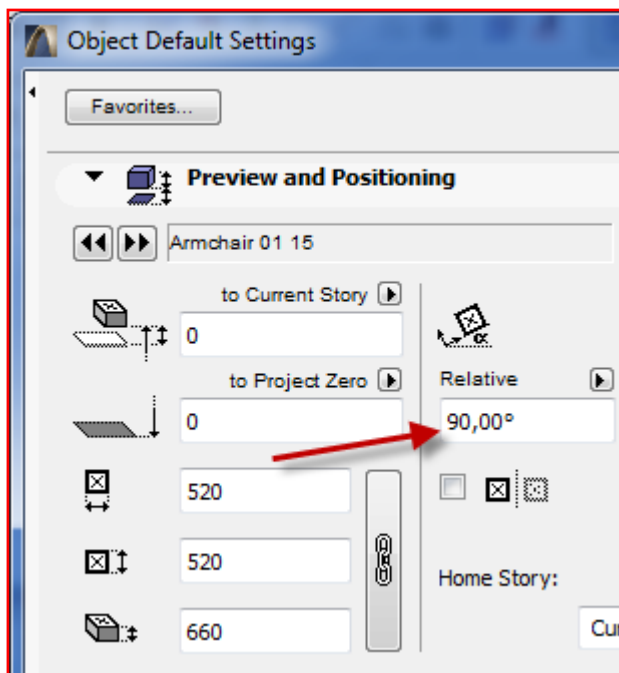 Object Default Settings
Favorites...
Preview and Positioning
Armchair 01 15
to Current Story
0
α
to Project Zero
0
Relative
90,00°
520
520
660
Home Story: